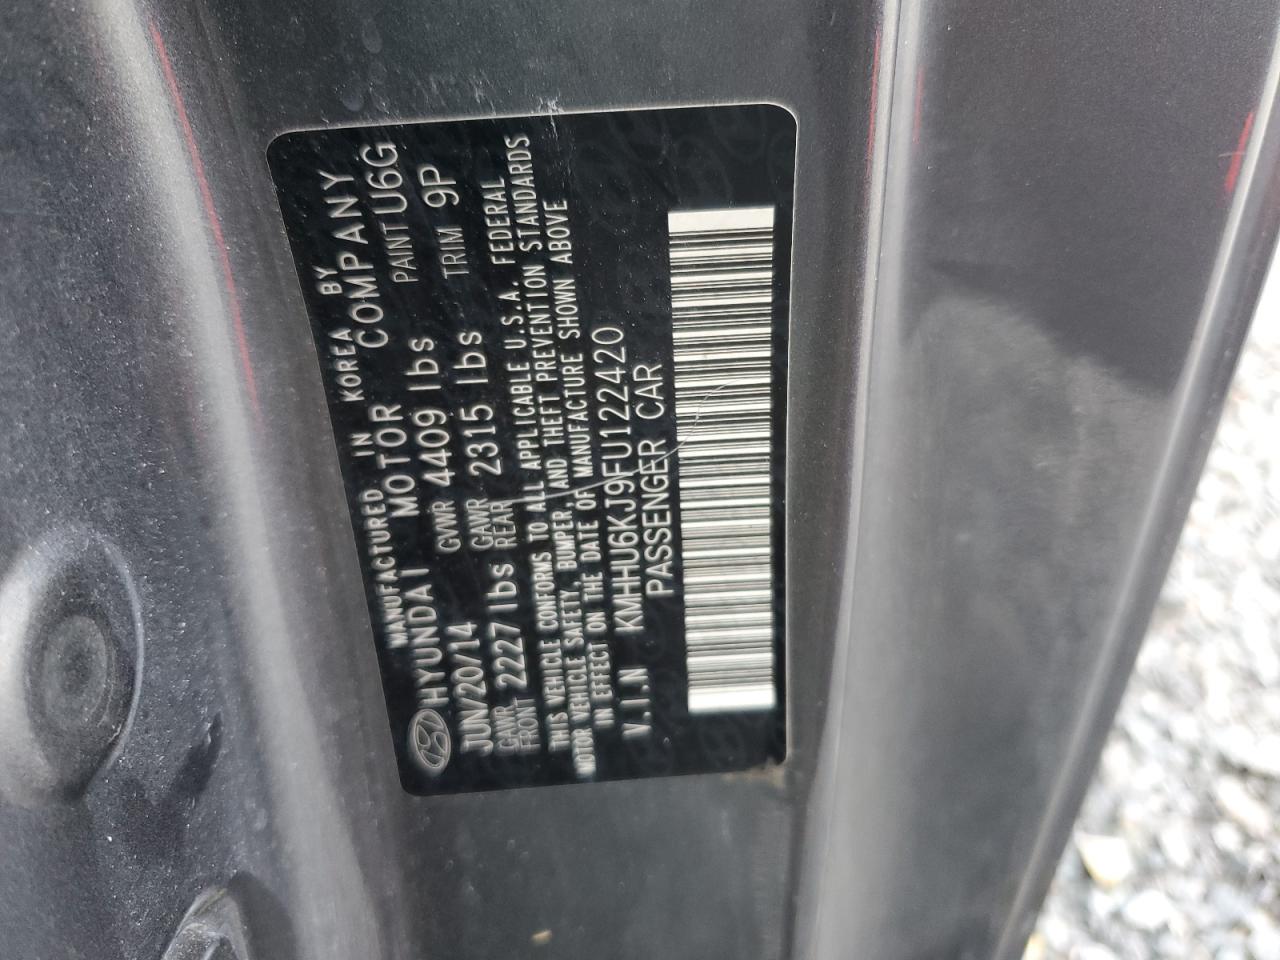 MANUFACTURED IN KOREA BY
HYUNDAI MOTOR COMPANY
JUN/20/14 GVWR 4409 lbs PAINT U6G
GAWR FRONT 2227 lbs GAWR REAR 2315 lbs TRIM 9P
THIS VEHICLE CONFORMS TO ALL APPLICABLE U.S.A. FEDERAL
MOTOR VEHICLE SAFETY, BUMPER, AND THEFT PREVENTION STANDARDS
IN EFFECT ON THE DATE OF MANUFACTURE SHOWN ABOVE
V.I.N KMHHU6KJ9FU122420
PASSENGER CAR